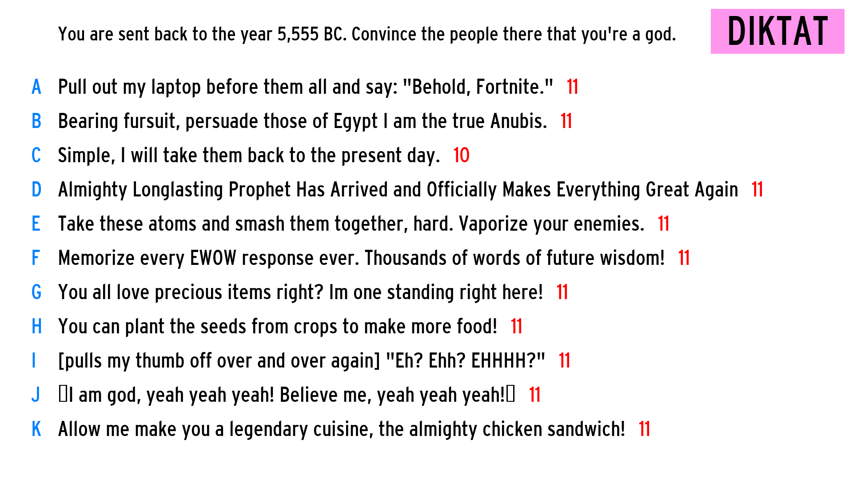 You are sent back to the year 5,555 BC. Convince the people there that you're a god.
DIKTAT
A Pull out my laptop before them all and say: "Behold, Fortnite." 11
B Bearing fursuit, persuade those of Egypt I am the true Anubis. 11
C Simple, I will take them back to the present day. 10
D Almighty Longlasting Prophet Has Arrived and Officially Makes Everything Great Again 11
E Take these atoms and smash them together, hard. Vaporize your enemies. 11
F Memorize every EWOW response ever. Thousands of words of future wisdom! 11
G You all love precious items right? Im one standing right here! 11
H You can plant the seeds from crops to make more food! 11
I [pulls my thumb off over and over again] "Eh? Ehh? EHHHH?" 11
J ▯I am god, yeah yeah yeah! Believe me, yeah yeah yeah!▯ 11
K Allow me make you a legendary cuisine, the almighty chicken sandwich! 11